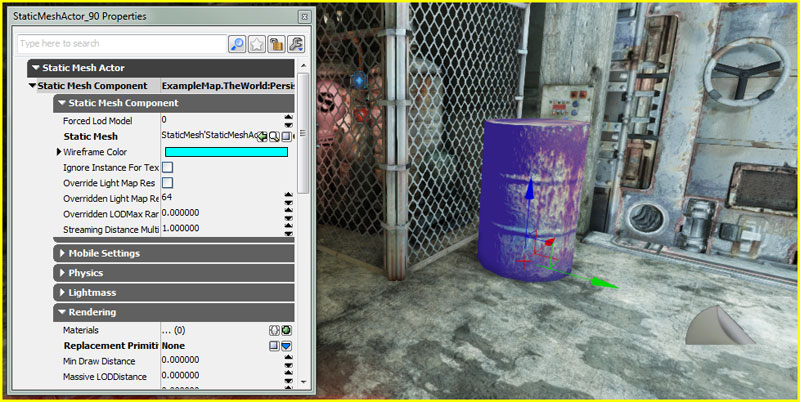 StaticMeshActor_90 Properties
Type here to search
Static Mesh Actor
Static Mesh Component ExampleMap.TheWorld:Persis
Static Mesh Component
Forced Lod Model 0
Static Mesh StaticMesh'StaticMeshAc
Wireframe Color
Ignore Instance For Tex
Override Light Map Res
Overridden Light Map Re 64
Overridden LODMax Ran 0.000000
Streaming Distance Multi 1.000000
Mobile Settings
Physics
Lightmass
Rendering
Materials ... (0)
Replacement Primiti None
Min Draw Distance 0.000000
Massive LODDistance 0.000000